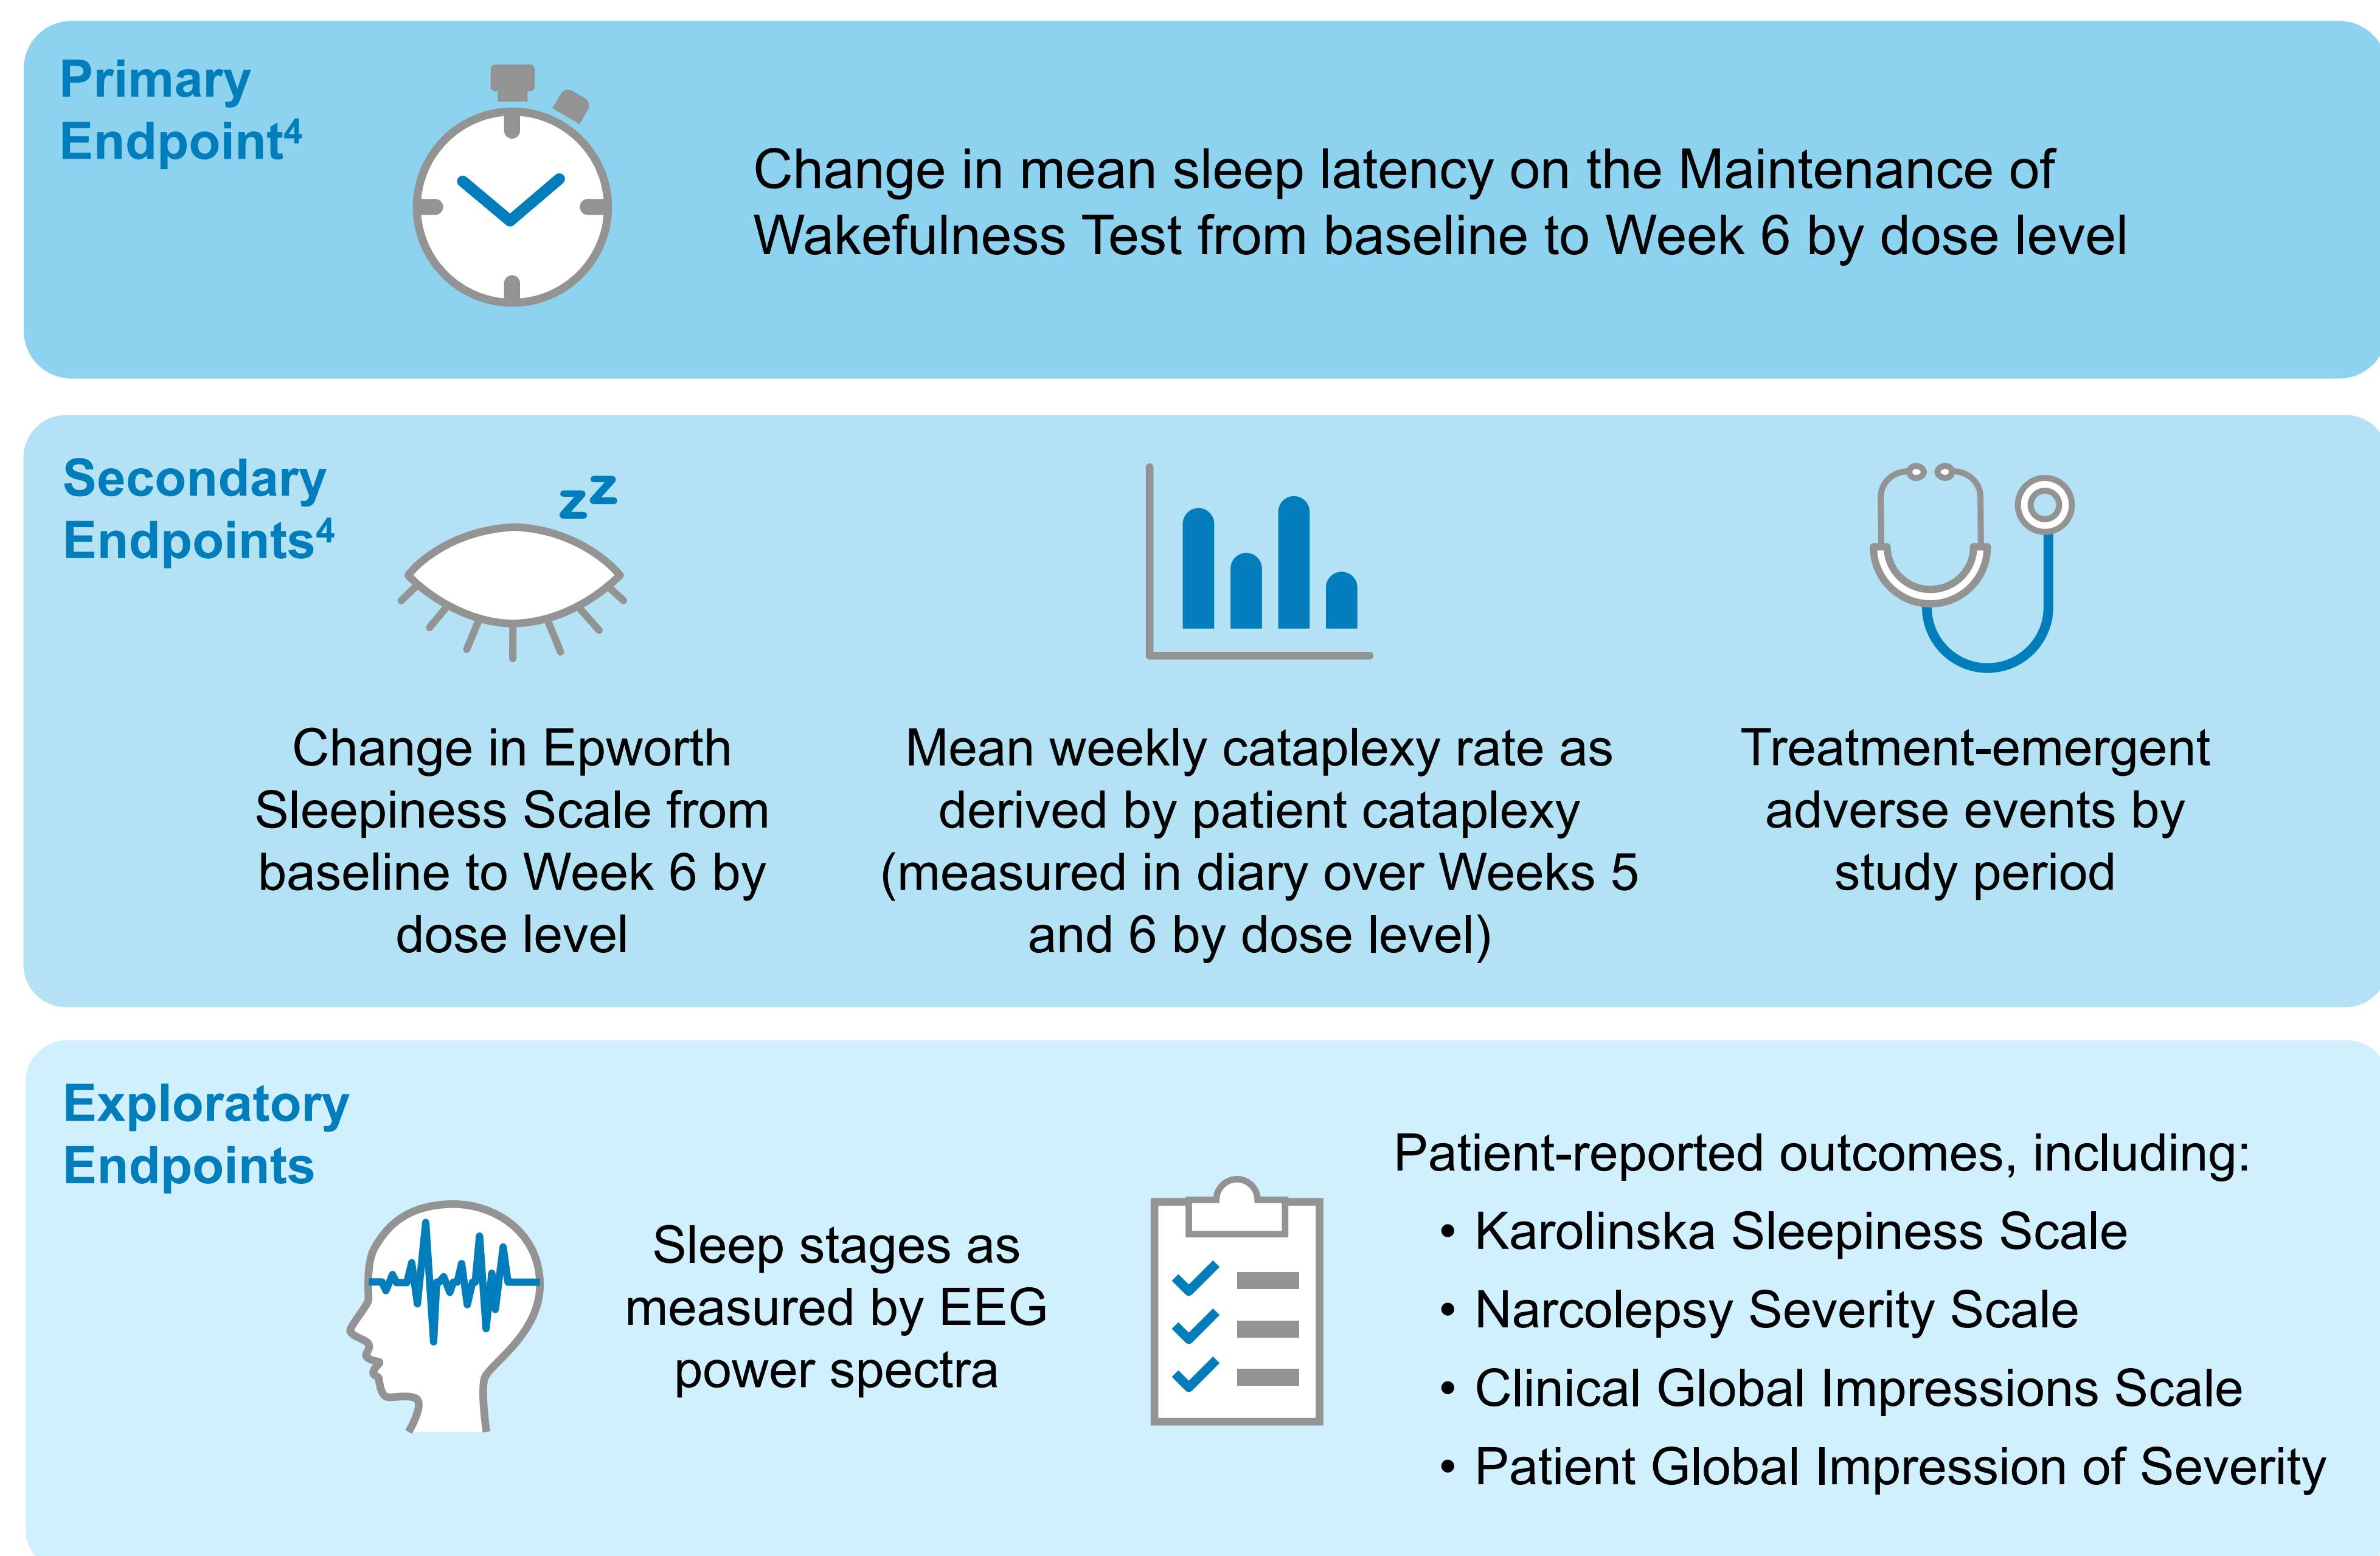 Primary
Endpoint⁴
Change in mean sleep latency on the Maintenance of
Wakefulness Test from baseline to Week 6 by dose level
Secondary
Endpoints⁴
zZ
Change in Epworth
Sleepiness Scale from
baseline to Week 6 by
dose level
Mean weekly cataplexy rate as
derived by patient cataplexy
(measured in diary over Weeks 5
and 6 by dose level)
Treatment-emergent
adverse events by
study period
Exploratory
Endpoints
Sleep stages as
measured by EEG
power spectra
Patient-reported outcomes, including:
• Karolinska Sleepiness Scale
• Narcolepsy Severity Scale
• Clinical Global Impressions Scale
• Patient Global Impression of Severity